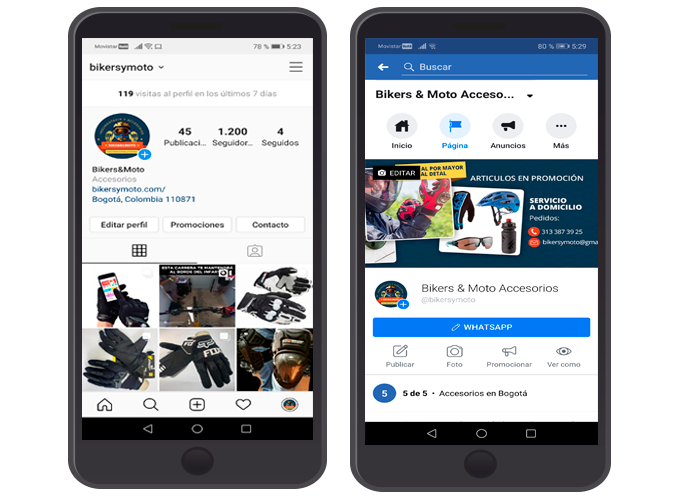 Movistar 78 % 5:23
bikersymoto
119 visitas al perfil en los últimos 7 días
45 1.200 4
Publicaci... Seguidor... Seguidos
Bikers&Moto
Accesorios
bikersymoto.com/
Bogotá, Colombia 110871
Editar perfil Promociones Contacto
ESTA CARRERA TE MANTENDRA
AL BORDE DEL INFAR
FOX
Movistar 80 % 5:29
Buscar
Bikers & Moto Acceso...
Inicio Página Anuncios Más
EDITAR
AL POR MAYOR
AL DETAL
ARTICULOS EN PROMOCIÓN
SERVICIO
A DOMICILIO
Pedidos:
313 387 39 25
bikersymoto@gma
Bikers & Moto Accesorios
@bikersymoto
WHATSAPP
Publicar Foto Promocionar Ver como
5 5 de 5 • Accesorios en Bogotá